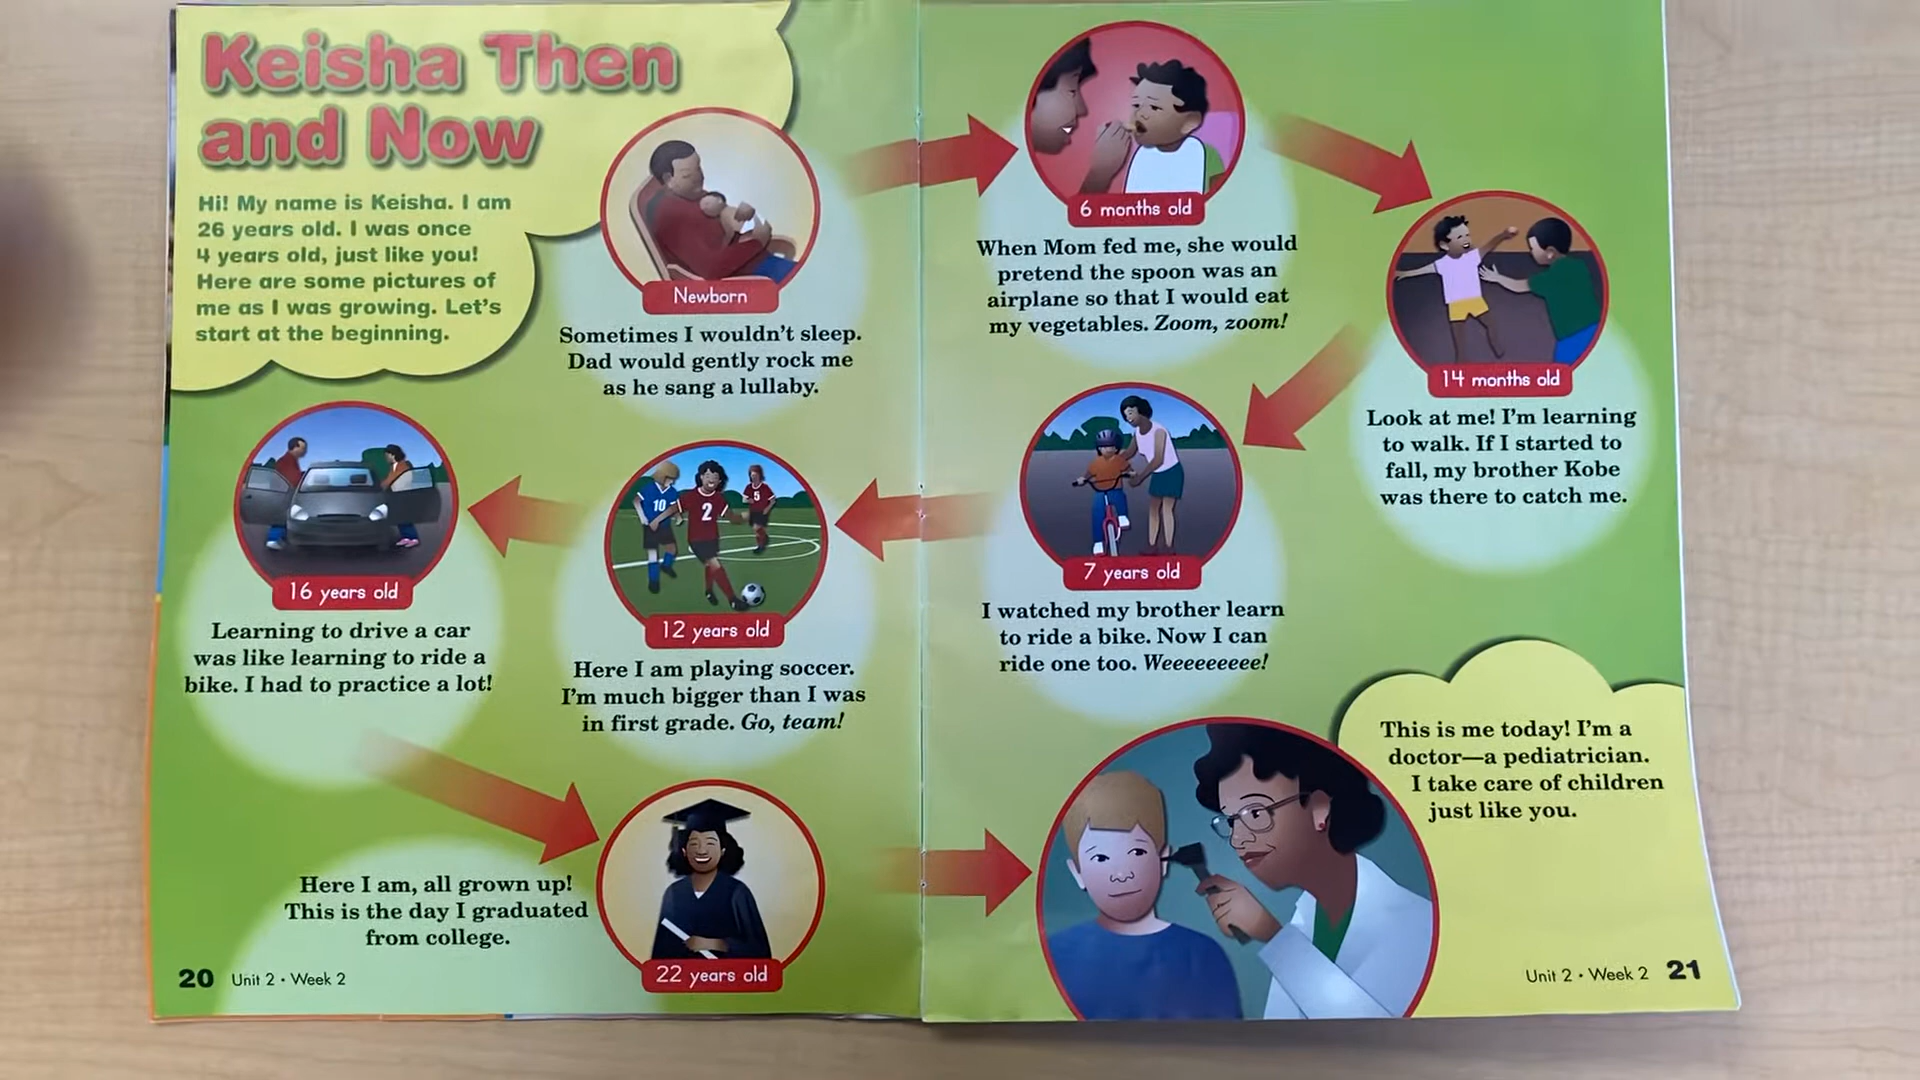 Keisha Then
and Now
Hi! My name is Keisha. I am
26 years old. I was once
4 years old, just like you!
Here are some pictures of
me as I was growing. Let's
start at the beginning.
Newborn
Sometimes I wouldn't sleep.
Dad would gently rock me
as he sang a lullaby.
6 months old
When Mom fed me, she would
pretend the spoon was an
airplane so that I would eat
my vegetables. Zoom, zoom!
14 months old
Look at me! I'm learning
to walk. If I started to
fall, my brother Kobe
was there to catch me.
7 years old
I watched my brother learn
to ride a bike. Now I can
ride one too. Weeeeeeeee!
10
2
5
12 years old
Here I am playing soccer.
I'm much bigger than I was
in first grade. Go, team!
16 years old
Learning to drive a car
was like learning to ride a
bike. I had to practice a lot!
Here I am, all grown up!
This is the day I graduated
from college.
22 years old
This is me today! I'm a
doctor—a pediatrician.
I take care of children
just like you.
20 Unit 2 • Week 2
Unit 2 • Week 2 21